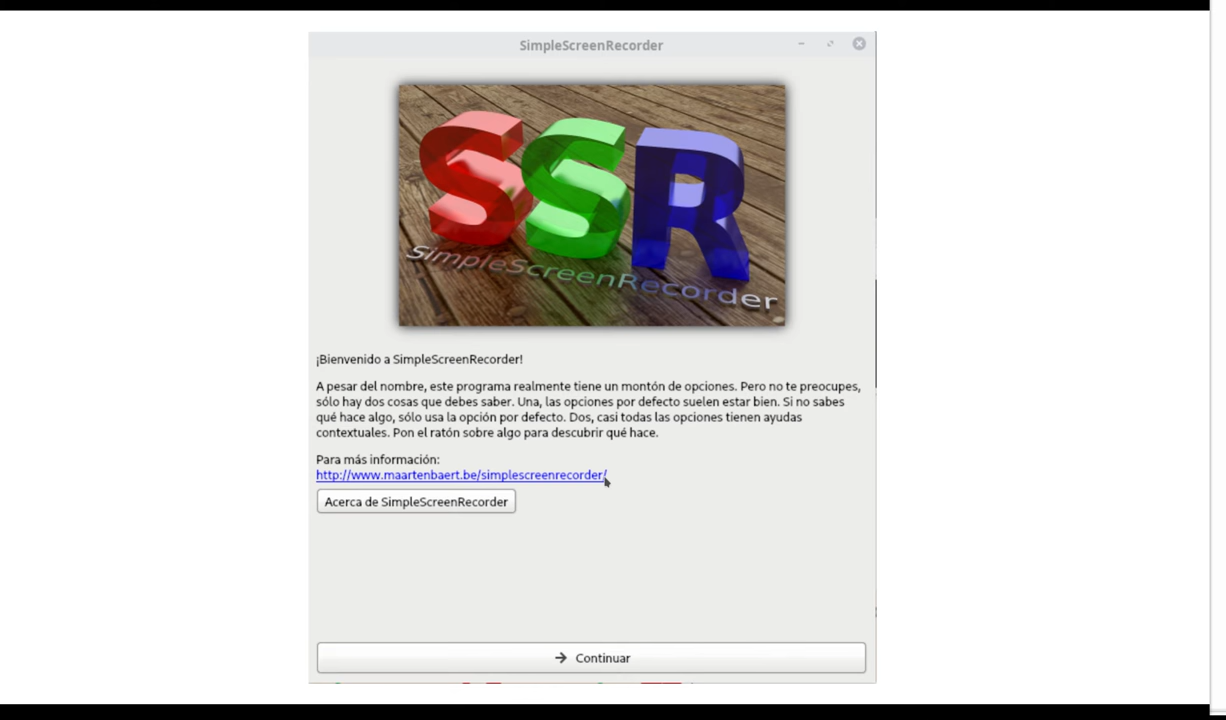 SimpleScreenRecorder
SSR
SimpleScreenRecorder
¡Bienvenido a SimpleScreenRecorder!
A pesar del nombre, este programa realmente tiene un montón de opciones. Pero no te preocupes,
sólo hay dos cosas que debes saber. Una, las opciones por defecto suelen estar bien. Si no sabes
qué hace algo, sólo usa la opción por defecto. Dos, casi todas las opciones tienen ayudas
contextuales. Pon el ratón sobre algo para descubrir qué hace.
Para más información:
http://www.maartenbaert.be/simplescreenrecorder/
Acerca de SimpleScreenRecorder
Continuar